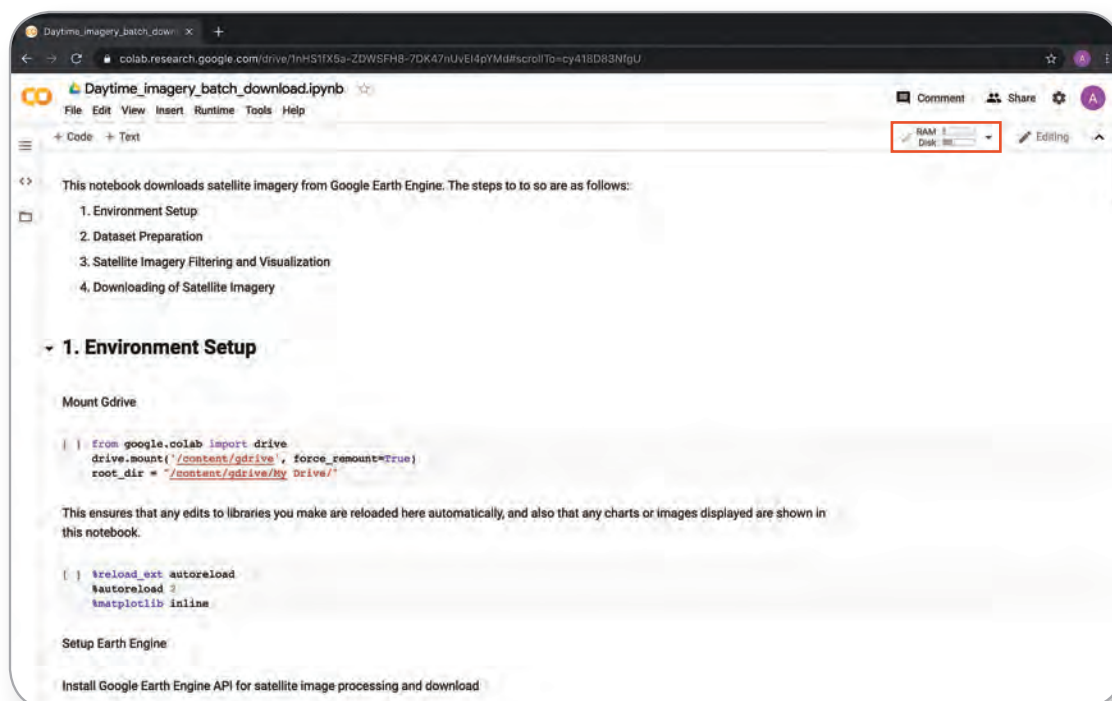 Daytime_imagery_batch_down
colab.research.google.com/drive/1nHS1fX5a-ZDWSFH8-7DK47nUvEI4pYMd#scrollTo=cy418D83NfgU
A
CO
Daytime_imagery_batch_download.ipynb
Comment
Share
A
File Edit View Insert Runtime Tools Help
+ Code + Text
RAM
Disk
Editing
This notebook downloads satellite imagery from Google Earth Engine. The steps to to so are as follows:
1. Environment Setup
2. Dataset Preparation
3. Satellite Imagery Filtering and Visualization
4. Downloading of Satellite Imagery
1. Environment Setup
Mount Gdrive
[ ] from google.colab import drive
drive.mount('/content/gdrive', force_remount=True)
root_dir = "/content/gdrive/My Drive/"
This ensures that any edits to libraries you make are reloaded here automatically, and also that any charts or images displayed are shown in
this notebook.
[ ] %reload_ext autoreload
%autoreload 2
%matplotlib inline
Setup Earth Engine
Install Google Earth Engine API for satellite image processing and download